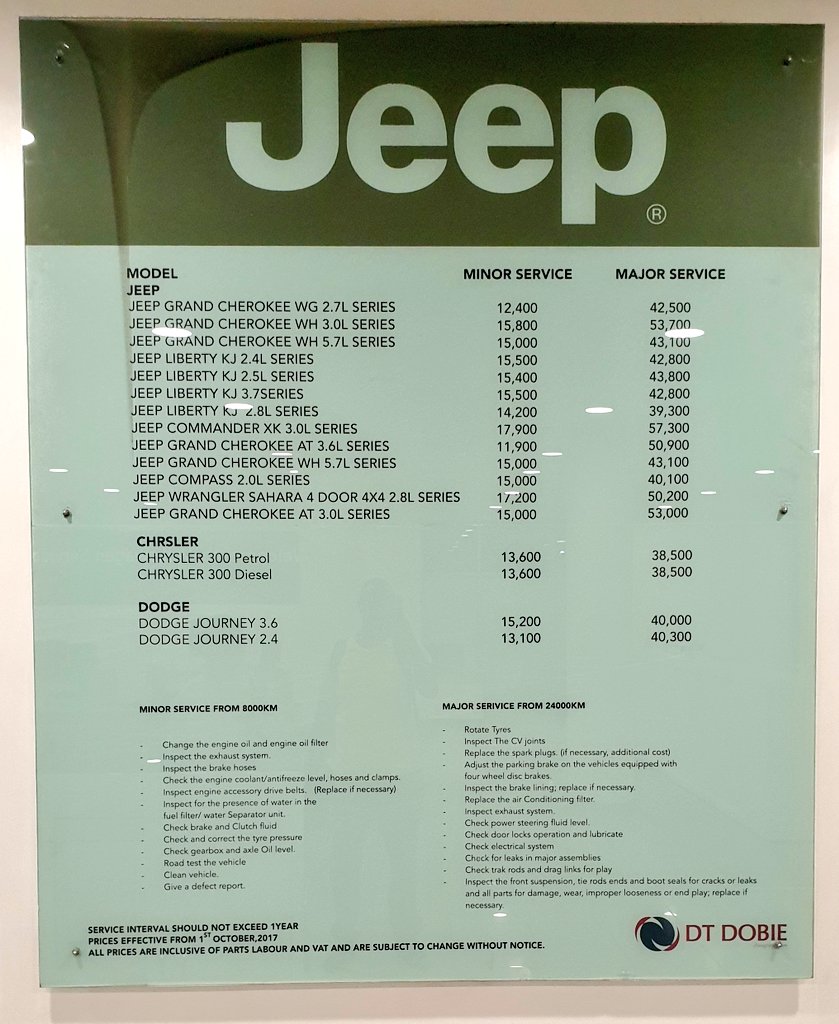 Jeep
®
MODEL MINOR SERVICE MAJOR SERVICE
JEEP
JEEP GRAND CHEROKEE WG 2.7L SERIES 12,400 42,500
JEEP GRAND CHEROKEE WH 3.0L SERIES 15,800 53,700
JEEP GRAND CHEROKEE WH 5.7L SERIES 15,000 43,100
JEEP LIBERTY KJ 2.4L SERIES 15,500 42,800
JEEP LIBERTY KJ 2.5L SERIES 15,400 43,800
JEEP LIBERTY KJ 3.7SERIES 15,500 42,800
JEEP LIBERTY KJ 2.8L SERIES 14,200 39,300
JEEP COMMANDER XK 3.0L SERIES 17,900 57,300
JEEP GRAND CHEROKEE AT 3.6L SERIES 11,900 50,900
JEEP GRAND CHEROKEE WH 5.7L SERIES 15,000 43,100
JEEP COMPASS 2.0L SERIES 15,000 40,100
JEEP WRANGLER SAHARA 4 DOOR 4X4 2.8L SERIES 17,200 50,200
JEEP GRAND CHEROKEE AT 3.0L SERIES 15,000 53,000
CHRSLER
CHRYSLER 300 Petrol 13,600 38,500
CHRYSLER 300 Diesel 13,600 38,500
DODGE
DODGE JOURNEY 3.6 15,200 40,000
DODGE JOURNEY 2.4 13,100 40,300
MINOR SERVICE FROM 8000KM
- Change the engine oil and engine oil filter
- Inspect the exhaust system.
- Inspect the brake hoses
- Check the engine coolant/antifreeze level, hoses and clamps.
- Inspect engine accessory drive belts. (Replace if necessary)
- Inspect for the presence of water in the
fuel filter/ water Separator unit.
- Check brake and Clutch fluid
- Check and correct the tyre pressure
- Check gearbox and axle Oil level.
- Road test the vehicle
- Clean vehicle.
- Give a defect report.
MAJOR SERIVICE FROM 24000KM
- Rotate Tyres
- Inspect The CV joints
- Replace the spark plugs. (if necessary, additional cost)
- Adjust the parking brake on the vehicles equipped with
four wheel disc brakes.
- Inspect the brake lining; replace if necessary.
- Replace the air Conditioning filter.
- Inspect exhaust system.
- Check power steering fluid level.
- Check door locks operation and lubricate
- Check electrical system
- Check for leaks in major assemblies
- Check trak rods and drag links for play
- Inspect the front suspension, tie rods ends and boot seals for cracks or leaks
and all parts for damage, wear, improper looseness or end play; replace if
necessary.
SERVICE INTERVAL SHOULD NOT EXCEED 1YEAR
PRICES EFFECTIVE FROM 1ST OCTOBER,2017
ALL PRICES ARE INCLUSIVE OF PARTS LABOUR AND VAT AND ARE SUBJECT TO CHANGE WITHOUT NOTICE.
DT DOBIE